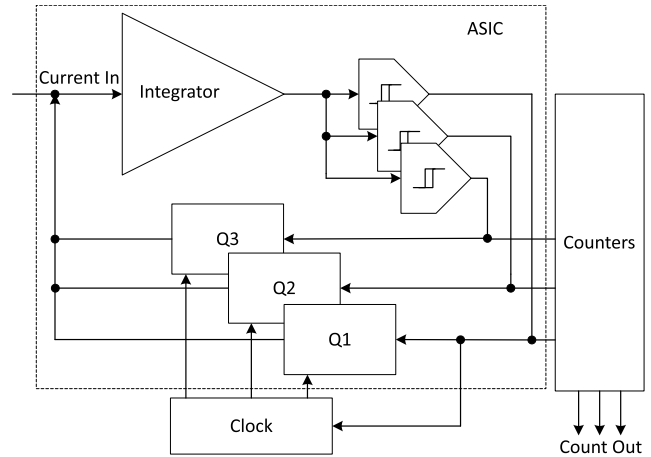 ASIC
Current In
Integrator
Q3
Counters
Q2
Q1
Clock
Count Out